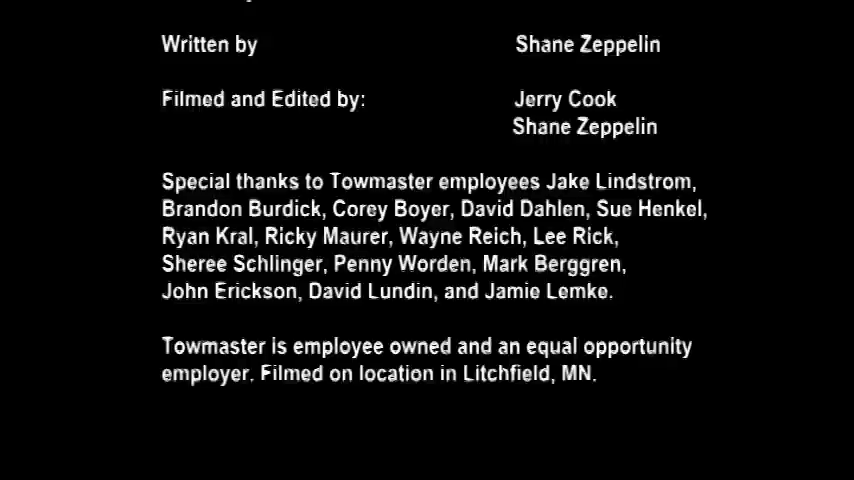 Written by Shane Zeppelin
Filmed and Edited by: Jerry Cook
Shane Zeppelin
Special thanks to Towmaster employees Jake Lindstrom,
Brandon Burdick, Corey Boyer, David Dahlen, Sue Henkel,
Ryan Kral, Ricky Maurer, Wayne Reich, Lee Rick,
Sheree Schlinger, Penny Worden, Mark Berggren,
John Erickson, David Lundin, and Jamie Lemke.
Towmaster is employee owned and an equal opportunity
employer. Filmed on location in Litchfield, MN.